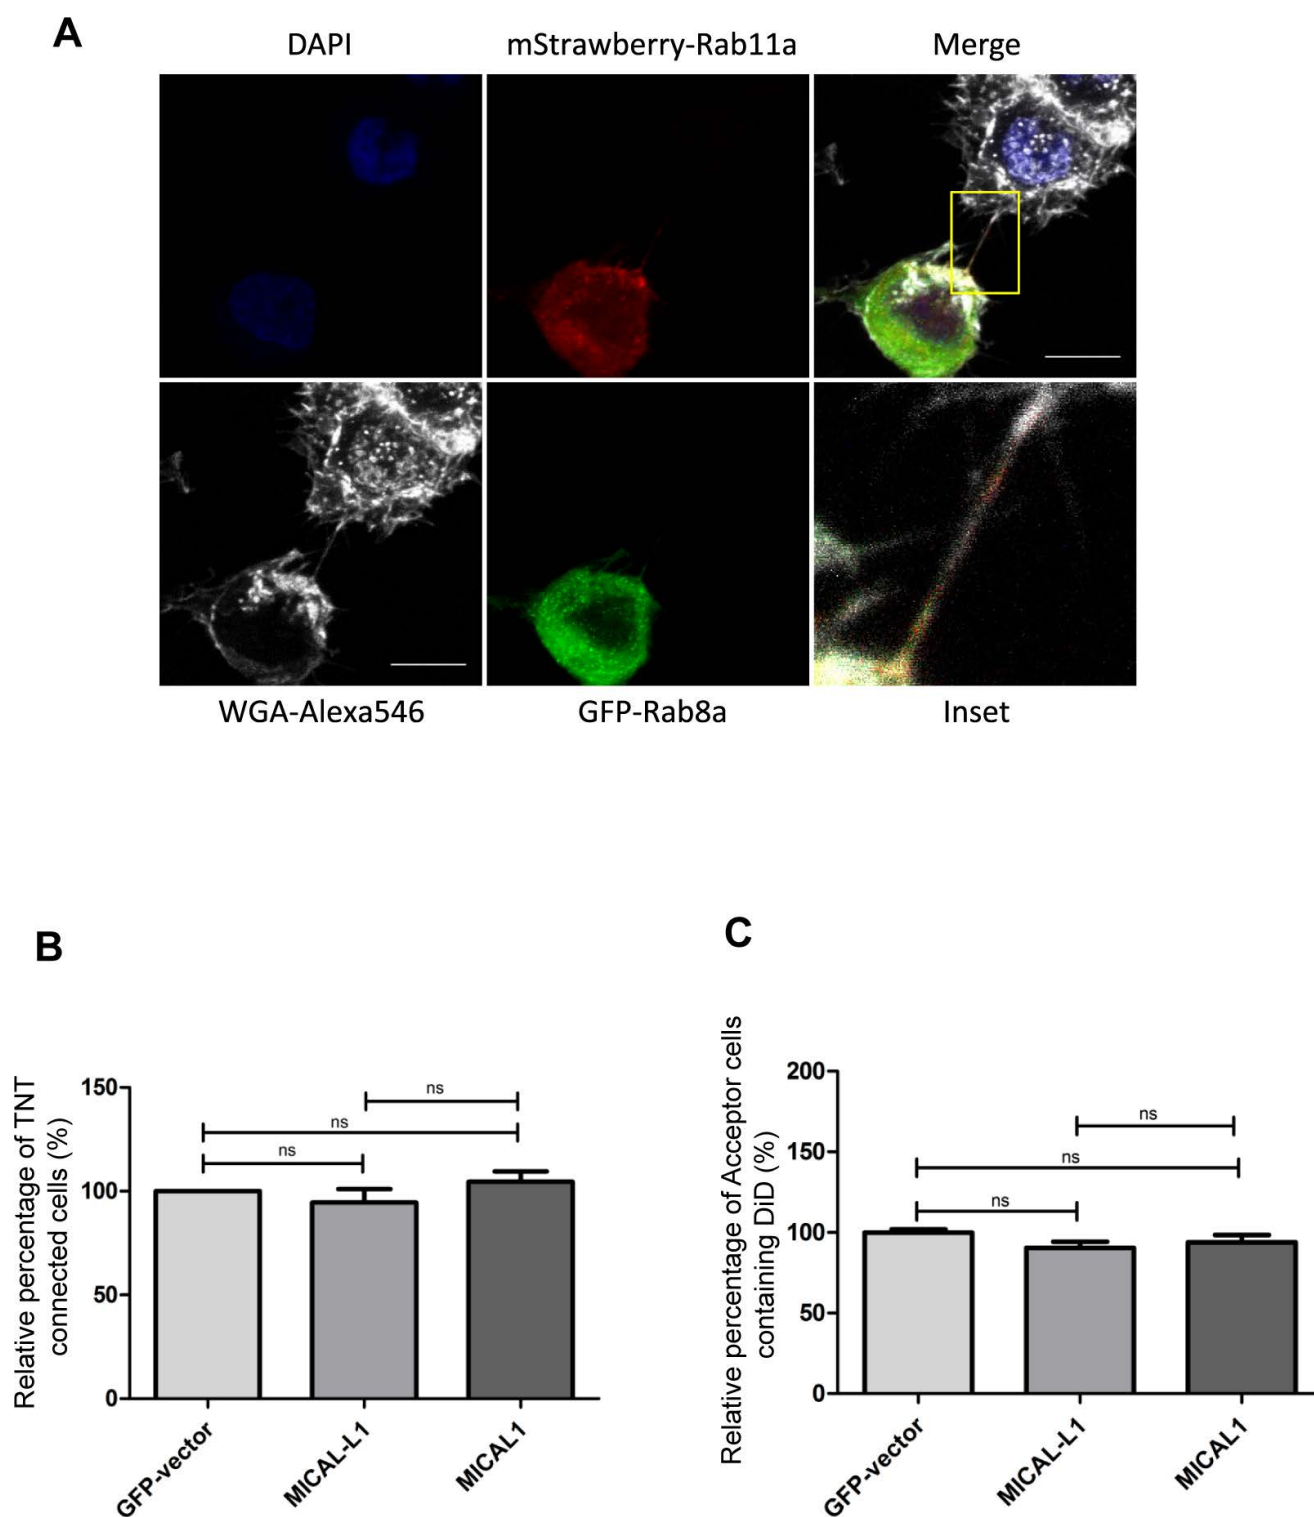 A
DAPI
mStrawberry-Rab11a
Merge
WGA-Alexa546
GFP-Rab8a
Inset
B
Relative percentage of TNT
connected cells (%)
150
100
50
0
ns
ns
ns
GFP-vector
MICAL-L1
MICAL1
C
Relative percentage of Acceptor cells
containing DiD (%)
200
150
100
50
0
ns
ns
ns
GFP-vector
MICAL-L1
MICAL1